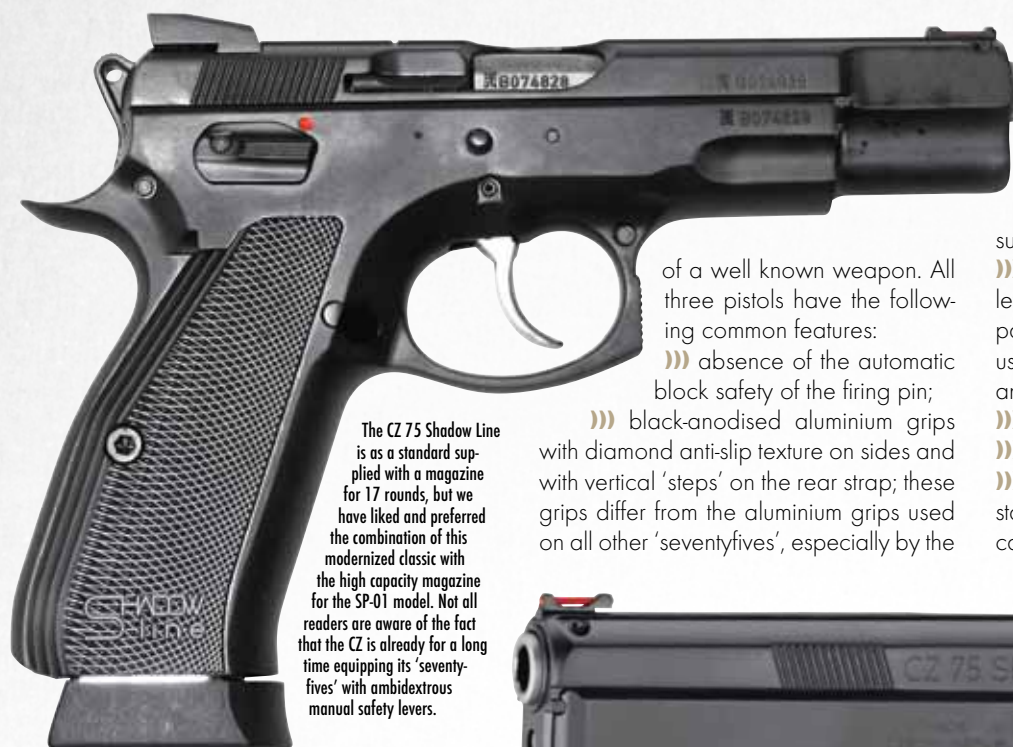 B074828
B074828
of a well known weapon. All
three pistols have the follow-
ing common features:
))) absence of the automatic
block safety of the firing pin;
))) black-anodised aluminium grips
with diamond anti-slip texture on sides and
with vertical 'steps' on the rear strap; these
grips differ from the aluminium grips used
on all other 'seventyfives', especially by the
The CZ 75 Shadow Line
is as a standard sup-
plied with a magazine
for 17 rounds, but we
have liked and preferred
the combination of this
modernized classic with
the high capacity magazine
for the SP-01 model. Not all
readers are aware of the fact
that the CZ is already for a long
time equipping its 'seventy-
fives' with ambidextrous
manual safety levers.
SHADOW
line
CZ 75 S